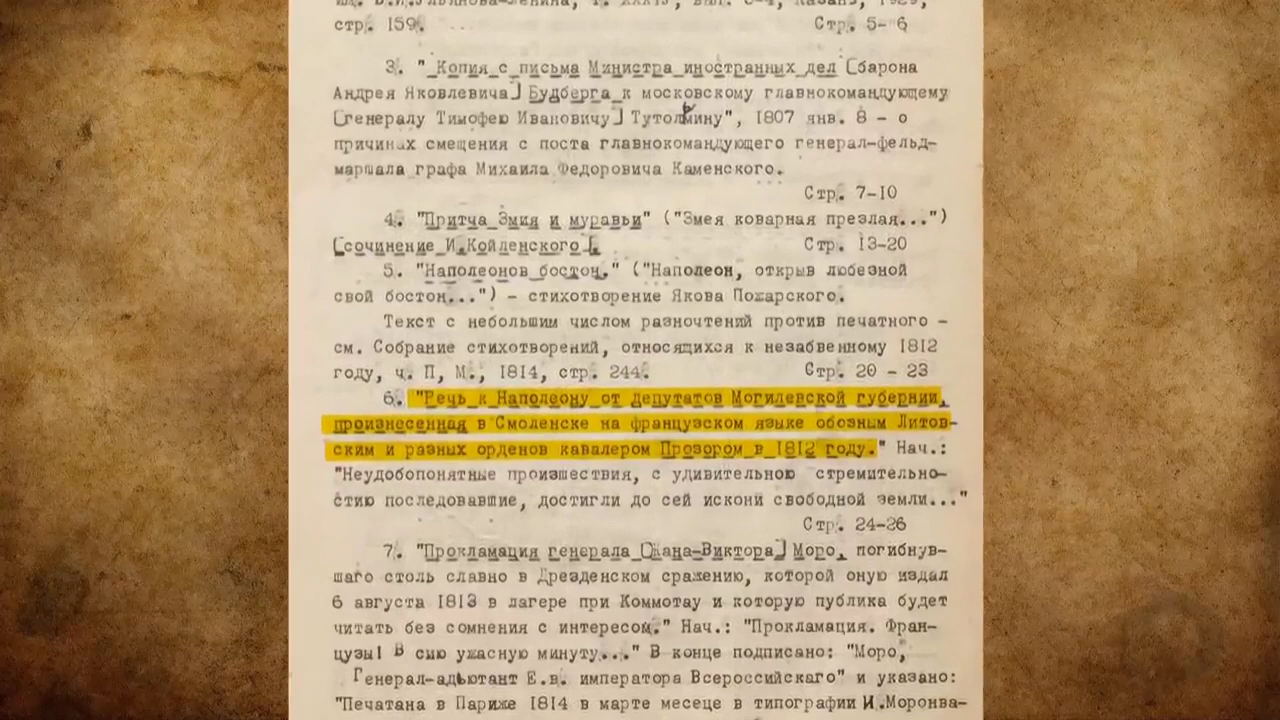 им. В.И.Ульянова-Ленина, т. XXXIУ, вып. 3-4, Казань, 1929,
стр. 159. Стр. 5- 6
3. "Копия с письма Министра иностранных дел [барона
Андрея Яковлевича] Будберга к московскому главнокомандующему
[генералу Тимофею Ивановичу] Тутолмину", 1807 янв. 8 - о
причинах смещения с поста главнокомандующего генерал-фельд-
маршала графа Михаила Федоровича Каменского.
Стр. 7-10
4. "Притча Змия и муравьи" ("Змея коварная презлая...")
[сочинение И.Койленского]. Стр. 13-20
5. "Наполеонов бостон." ("Наполеон, открыв любезной
свой бостон...") - стихотворение Якова Пожарского.
Текст с небольшим числом разночтений против печатного -
см. Собрание стихотворений, относящихся к незабвенному 1812
году, ч. П, М., 1814, стр. 244. Стр. 20 - 23
6. "Речь к Наполеону от депутатов Могилевской губернии,
произнесенная в Смоленске на французском языке обозным Литов-
ским и разных орденов кавалером Прозором в 1812 году." Нач.:
"Неудобопонятные произшествия, с удивительною стремительно-
стию последовавшие, достигли до сей искони свободной земли..."
Стр. 24-26
7. "Прокламация генерала [Жана-Виктора] Моро, погибнув-
шаго столь славно в Дрезденском сражению, которой оную издал
6 августа 1813 в лагере при Коммотау и которую публика будет
читать без сомнения с интересом." Нач.: "Прокламация. Фран-
цузы! В сию ужасную минуту..." В конце подписано: "Моро,
Генерал-адьютант Е.в. императора Всероссийскаго" и указано:
"Печатана в Париже 1814 в марте месеце в типографии И.Моронва-